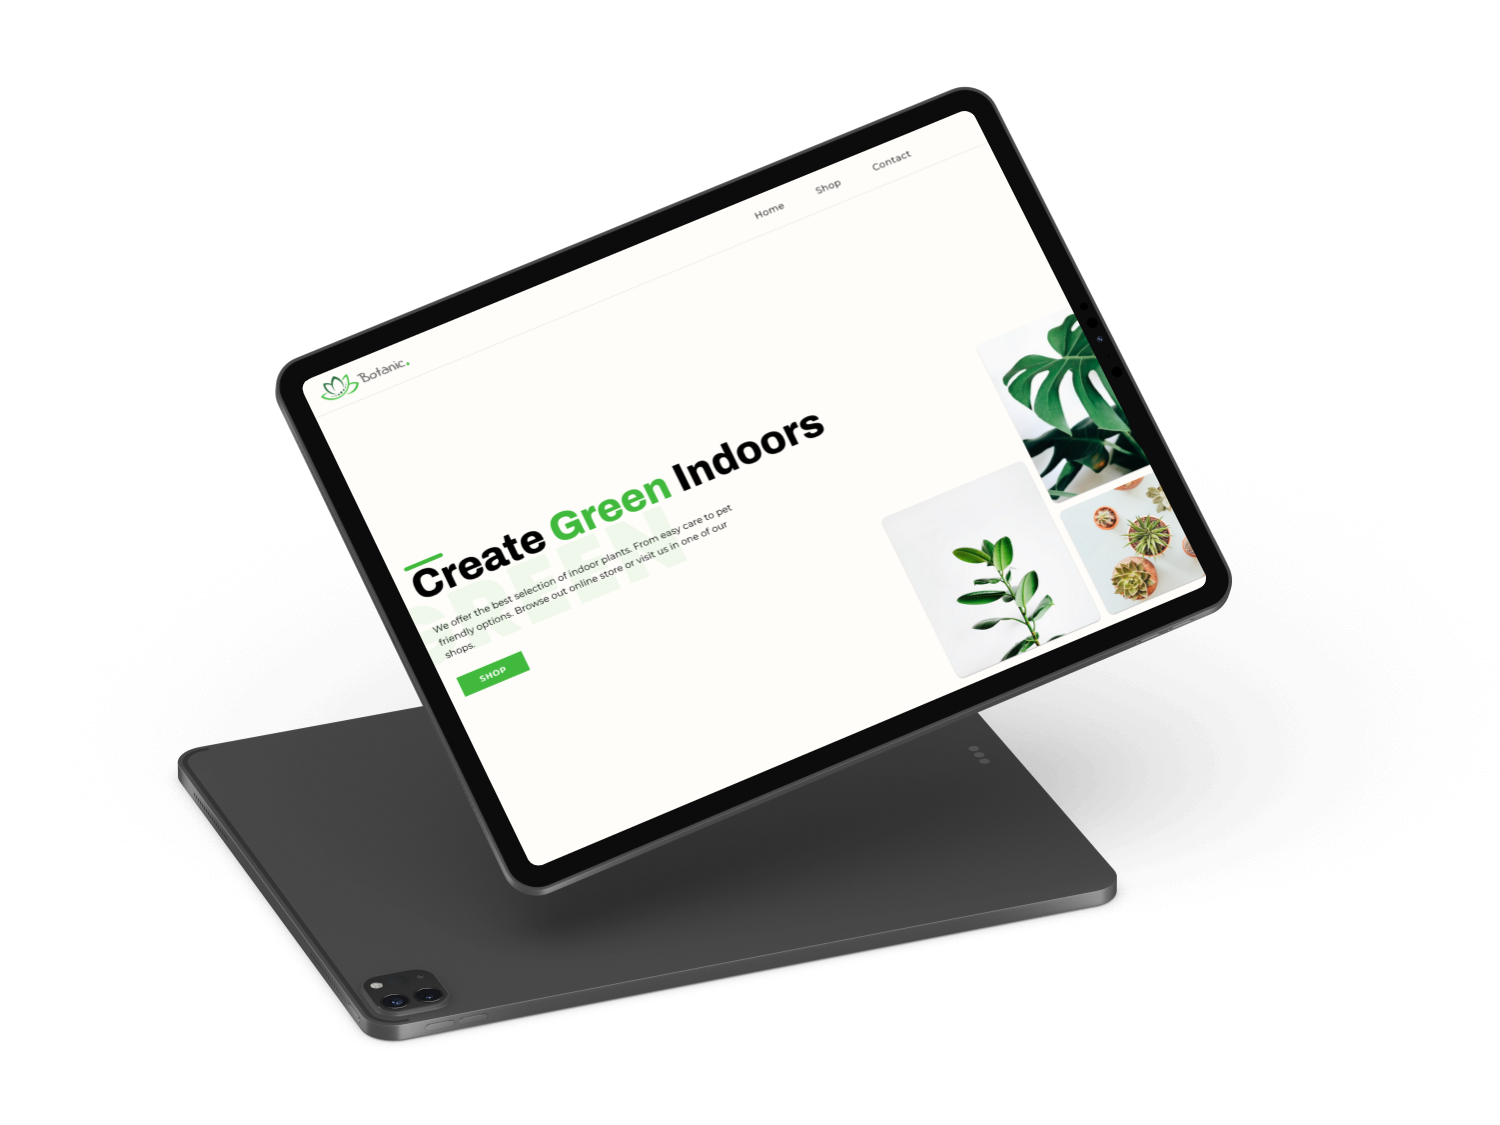 Botanic.
Home Shop Contact
Create Green Indoors
GREEN
We offer the best selection of indoor plants. From easy care to pet
friendly options. Browse out online store or visit us in one of our
shops.
SHOP